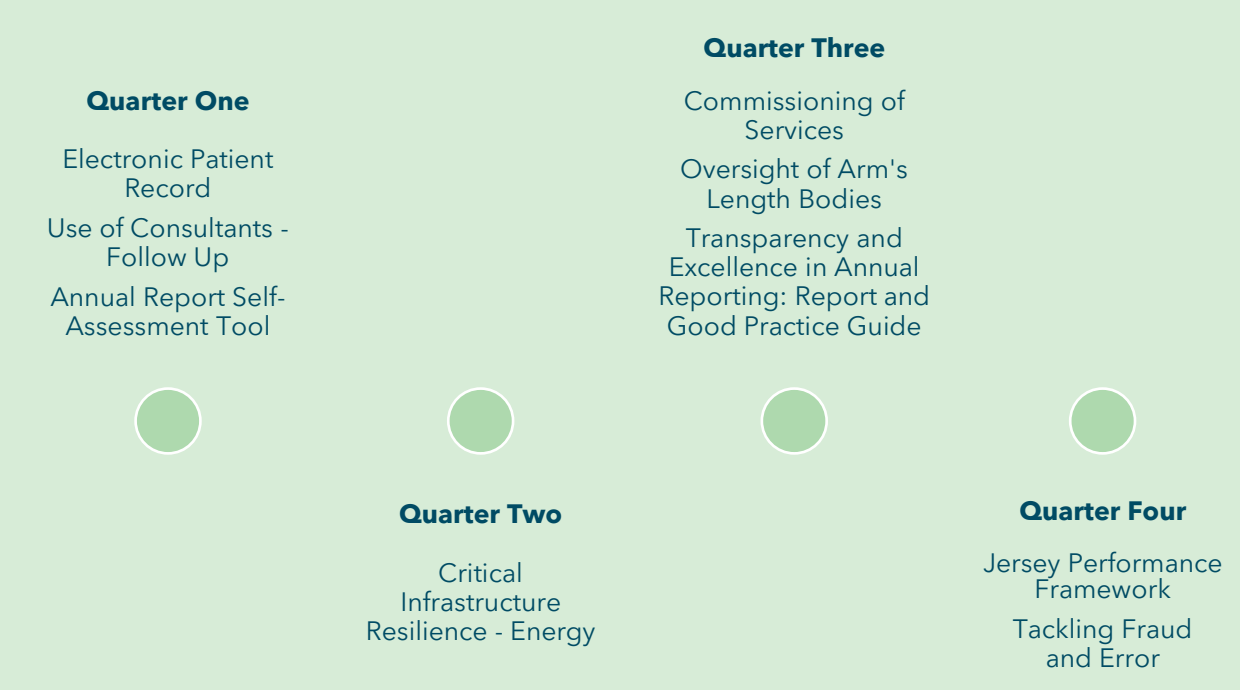 Quarter One
Electronic Patient
Record
Use of Consultants -
Follow Up
Annual Report Self-
Assessment Tool
Quarter Two
Critical
Infrastructure
Resilience - Energy
Quarter Three
Commissioning of
Services
Oversight of Arm's
Length Bodies
Transparency and
Excellence in Annual
Reporting: Report and
Good Practice Guide
Quarter Four
Jersey Performance
Framework
Tackling Fraud
and Error